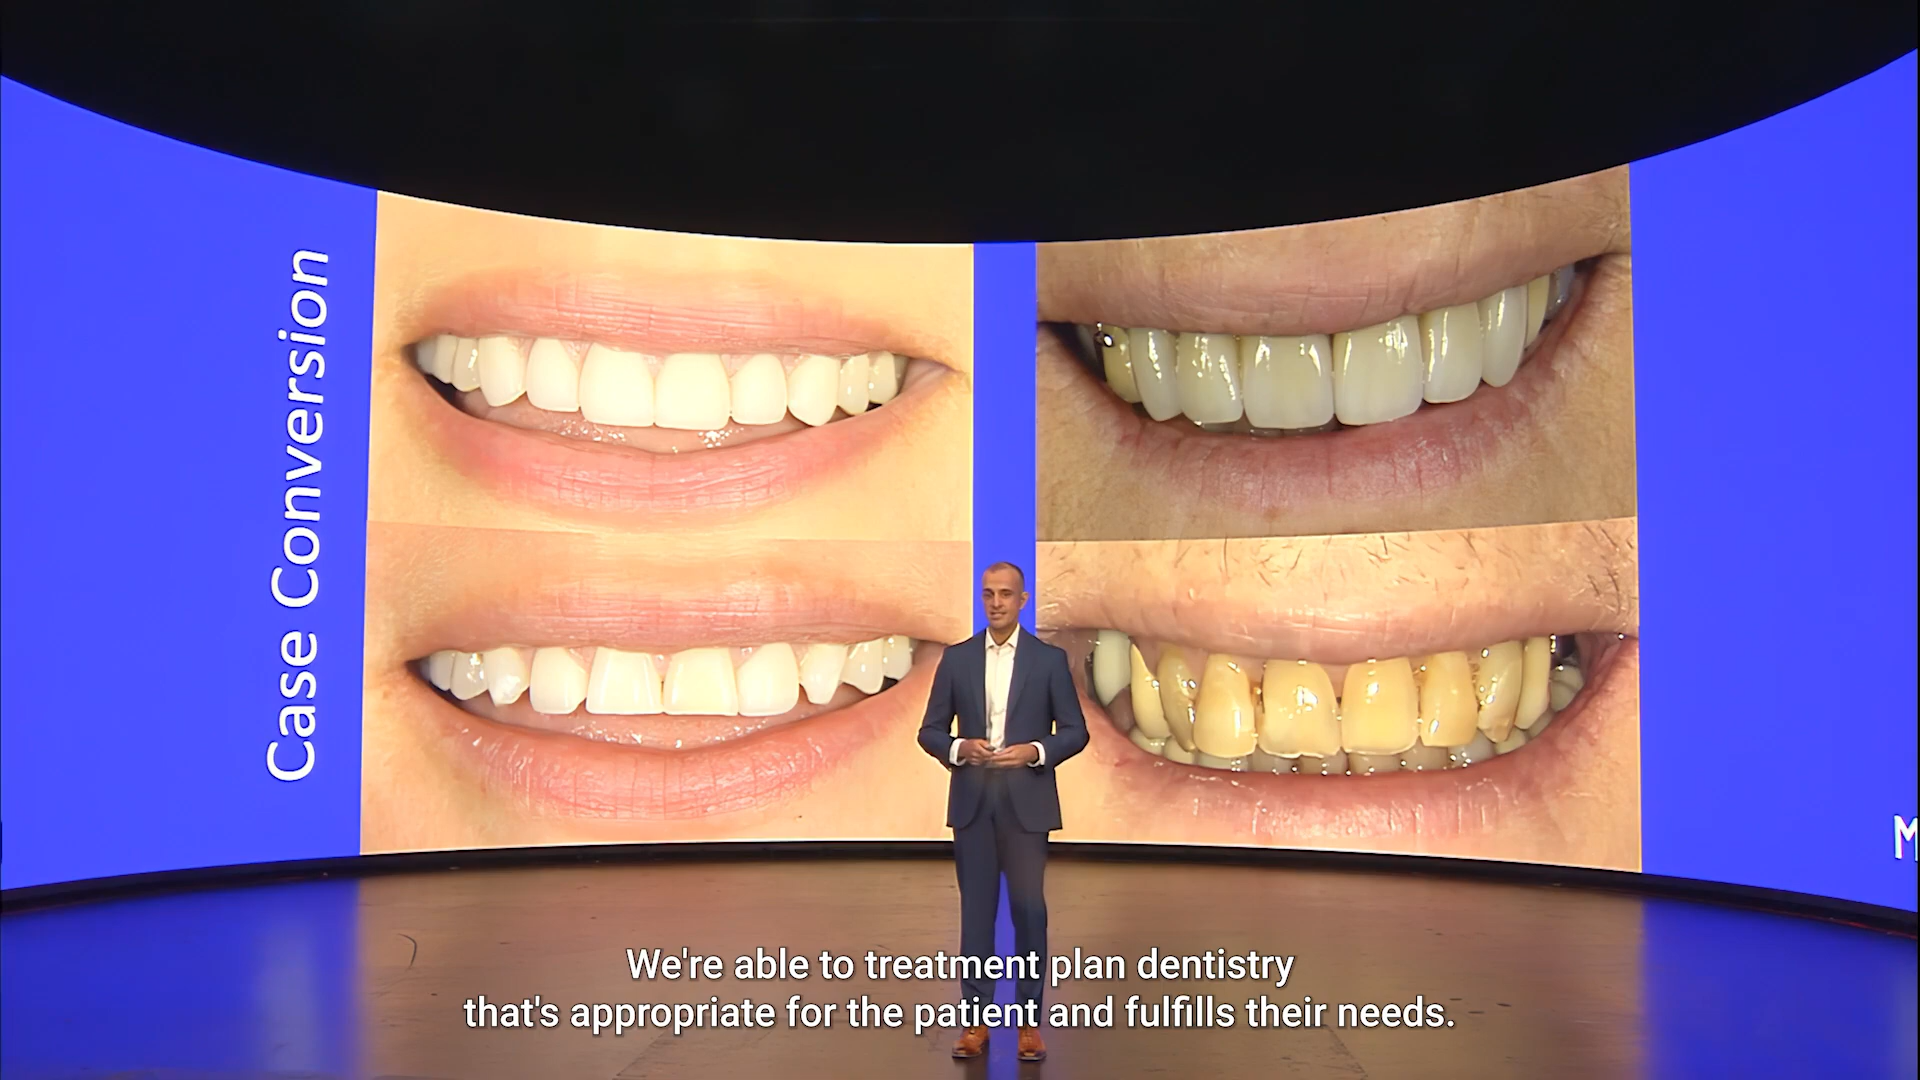 Case Conversion
M
We're able to treatment plan dentistry
that's appropriate for the patient and fulfills their needs.